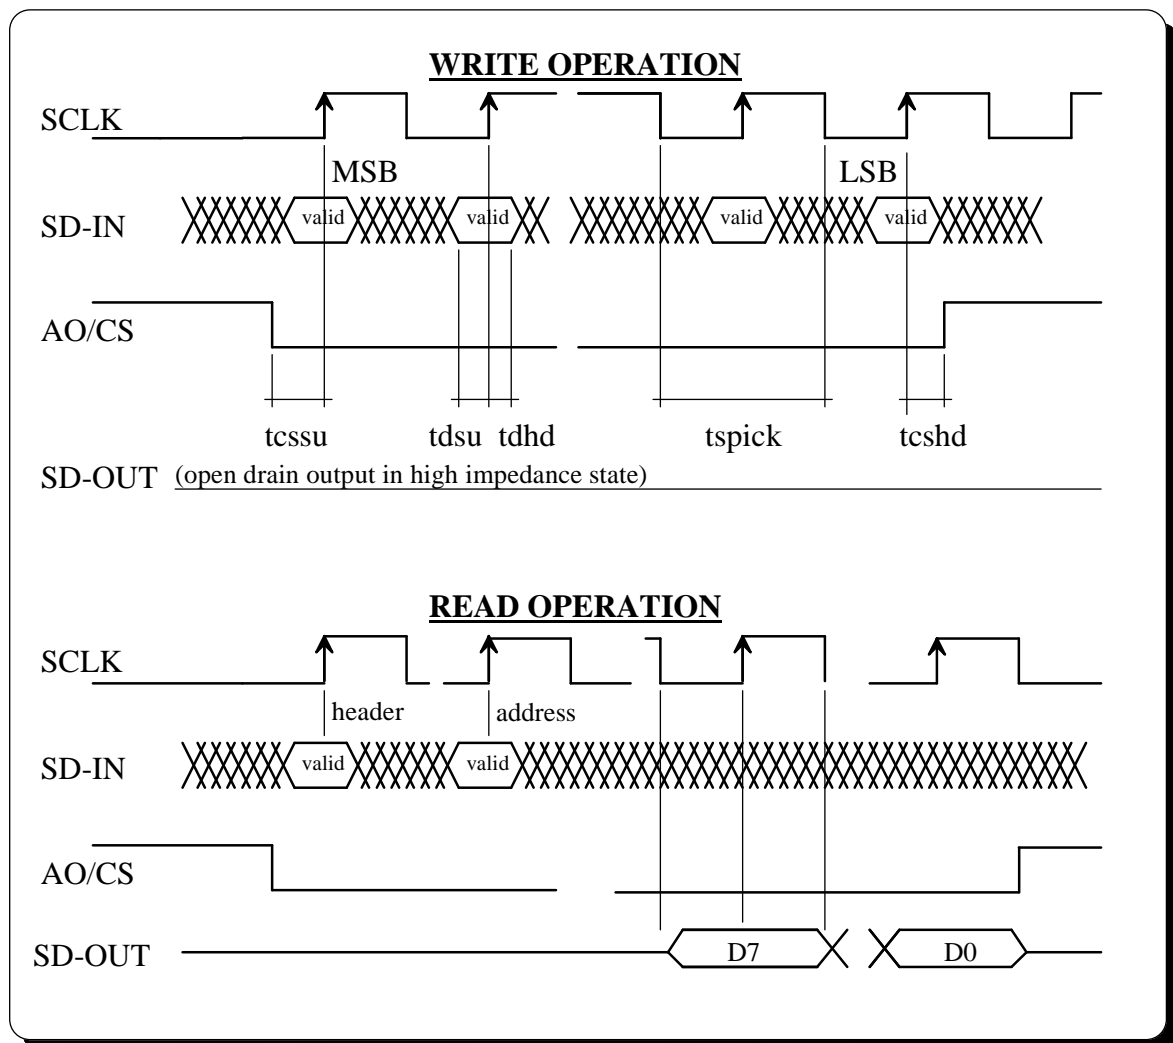 WRITE OPERATION
SCLK
MSB
LSB
SD-IN
valid
valid
valid
valid
AO/CS
tcssu
tdsu
tdhd
tspick
tcshd
SD-OUT (open drain output in high impedance state)
READ OPERATION
SCLK
header
address
SD-IN
valid
valid
AO/CS
SD-OUT
D7
D0